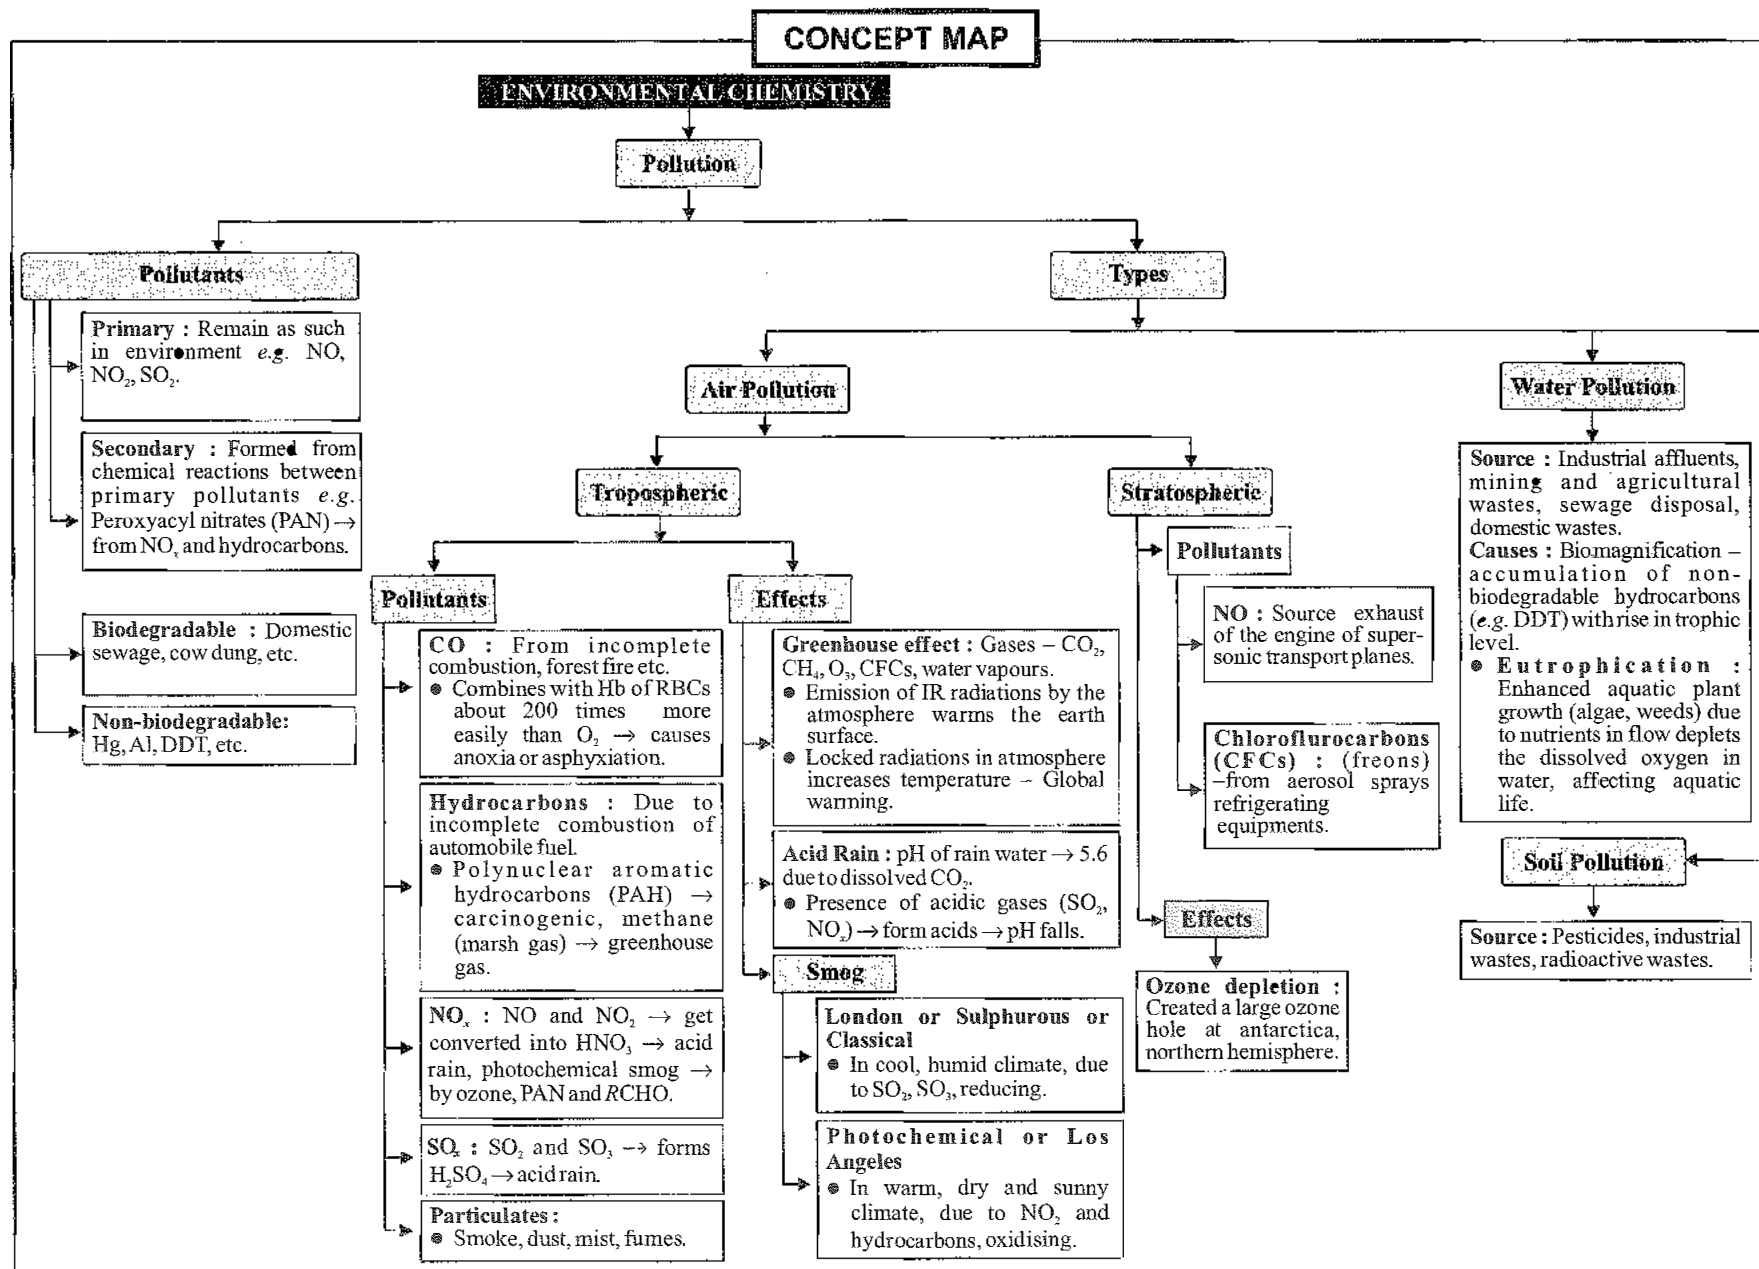 CONCEPT MAP
ENVIRONMENTAL CHEMISTRY
Pollution
Pollutants
Primary : Remain as such
in environment e.g. NO,
NO₂, SO₂.
Secondary : Formed from
chemical reactions between
primary pollutants e.g.
Peroxyacyl nitrates (PAN) →
from NOₓ and hydrocarbons.
Biodegradable : Domestic
sewage, cow dung, etc.
Non-biodegradable:
Hg, Al, DDT, etc.
Types
Air Pollution
Tropospheric
Pollutants
CO : From incomplete
combustion, forest fire etc.
● Combines with Hb of RBCs
about 200 times more
easily than O₂ → causes
anoxia or asphyxiation.
Hydrocarbons : Due to
incomplete combustion of
automobile fuel.
● Polynuclear aromatic
hydrocarbons (PAH) →
carcinogenic, methane
(marsh gas) → greenhouse
gas.
NOₓ : NO and NO₂ → get
converted into HNO₃ → acid
rain, photochemical smog →
by ozone, PAN and RCHO.
SOₓ : SO₂ and SO₃ → forms
H₂SO₄ → acid rain.
Particulates :
● Smoke, dust, mist, fumes.
Effects
Greenhouse effect : Gases – CO₂,
CH₄, O₃, CFCs, water vapours.
● Emission of IR radiations by the
atmosphere warms the earth
surface.
● Locked radiations in atmosphere
increases temperature – Global
warming.
Acid Rain : pH of rain water → 5.6
due to dissolved CO₂.
● Presence of acidic gases (SO₂,
NOₓ) → form acids → pH falls.
Smog
London or Sulphurous or
Classical
● In cool, humid climate, due
to SO₂, SO₃, reducing.
Photochemical or Los
Angeles
● In warm, dry and sunny
climate, due to NO₂ and
hydrocarbons, oxidising.
Stratospheric
Pollutants
NO : Source exhaust
of the engine of super-
sonic transport planes.
Chloroflurocarbons
(CFCs) : (freons)
–from aerosol sprays
refrigerating
equipments.
Effects
Ozone depletion :
Created a large ozone
hole at antarctica,
northern hemisphere.
Water Pollution
Source : Industrial affluents,
mining and agricultural
wastes, sewage disposal,
domestic wastes.
Causes : Biomagnification –
accumulation of non-
biodegradable hydrocarbons
(e.g. DDT) with rise in trophic
level.
● Eutrophication :
Enhanced aquatic plant
growth (algae, weeds) due
to nutrients in flow depletes
the dissolved oxygen in
water, affecting aquatic
life.
Soil Pollution
Source : Pesticides, industrial
wastes, radioactive wastes.